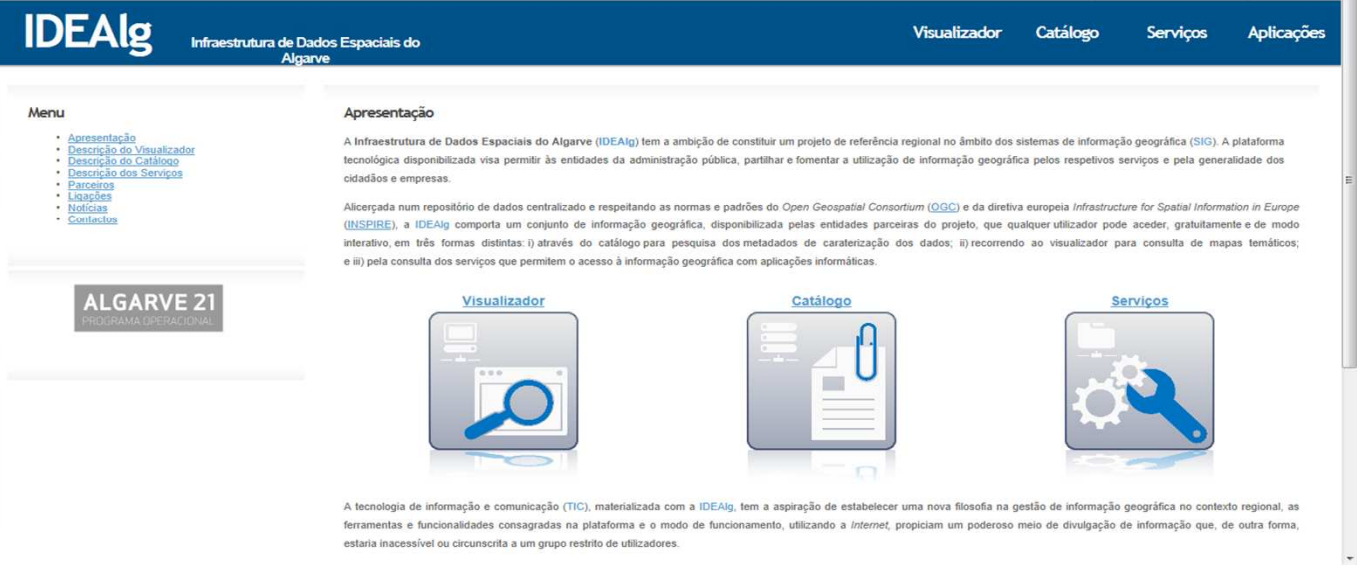 IDEAlg
Infraestrutura de Dados Espaciais do
Algarve
Visualizador Catálogo Serviços Aplicações
Menu
• Apresentação
• Descrição do Visualizador
• Descrição do Catálogo
• Descrição dos Serviços
• Parceiros
• Ligações
• Notícias
• Contactos
ALGARVE 21
PROGRAMA OPERACIONAL
Apresentação
A Infraestrutura de Dados Espaciais do Algarve (IDEAlg) tem a ambição de constituir um projeto de referência regional no âmbito dos sistemas de informação geográfica (SIG). A plataforma
tecnológica disponibilizada visa permitir às entidades da administração pública, partilhar e fomentar a utilização de informação geográfica pelos respetivos serviços e pela generalidade dos
cidadãos e empresas.
Alicerçada num repositório de dados centralizado e respeitando as normas e padrões do Open Geospatial Consortium (OGC) e da diretiva europeia Infrastructure for Spatial Information in Europe
(INSPIRE), a IDEAlg comporta um conjunto de informação geográfica, disponibilizada pelas entidades parceiras do projeto, que qualquer utilizador pode aceder, gratuitamente e de modo
interativo, em três formas distintas: i) através do catálogo para pesquisa dos metadados de caraterização dos dados; ii) recorrendo ao visualizador para consulta de mapas temáticos;
e iii) pela consulta dos serviços que permitem o acesso à informação geográfica com aplicações informáticas.
Visualizador Catálogo Serviços
A tecnologia de informação e comunicação (TIC), materializada com a IDEAlg, tem a aspiração de estabelecer uma nova filosofia na gestão de informação geográfica no contexto regional, as
ferramentas e funcionalidades consagradas na plataforma e o modo de funcionamento, utilizando a Internet, propiciam um poderoso meio de divulgação de informação que, de outra forma,
estaria inacessível ou circunscrita a um grupo restrito de utilizadores.